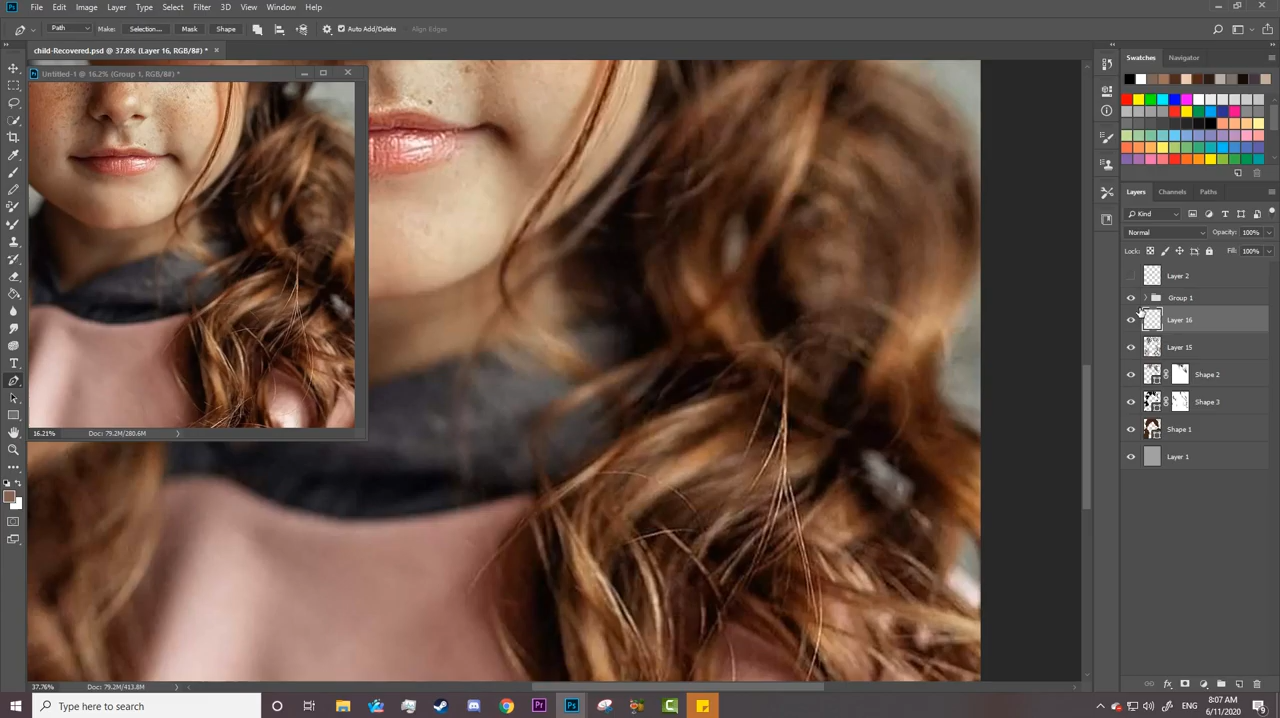 File Edit Image Layer Type Select Filter 3D View Window Help
Path Make: Selection... Mask Shape Auto Add/Delete Align Edges
child-Recovered.psd @ 37.8% (Layer 16, RGB/8#) *
Untitled-1 @ 16.2% (Group 1, RGB/8#) *
16.21% Doc: 79.2M/280.6M
Swatches Navigator
Layers Channels Paths
Kind
Normal Opacity: 100%
Lock: Fill: 100%
Layer 2
Group 1
Layer 16
Layer 15
Shape 2
Shape 3
Shape 1
Layer 1
37.76% Doc: 79.2M/413.8M
Type here to search
8:07 AM
6/11/2020